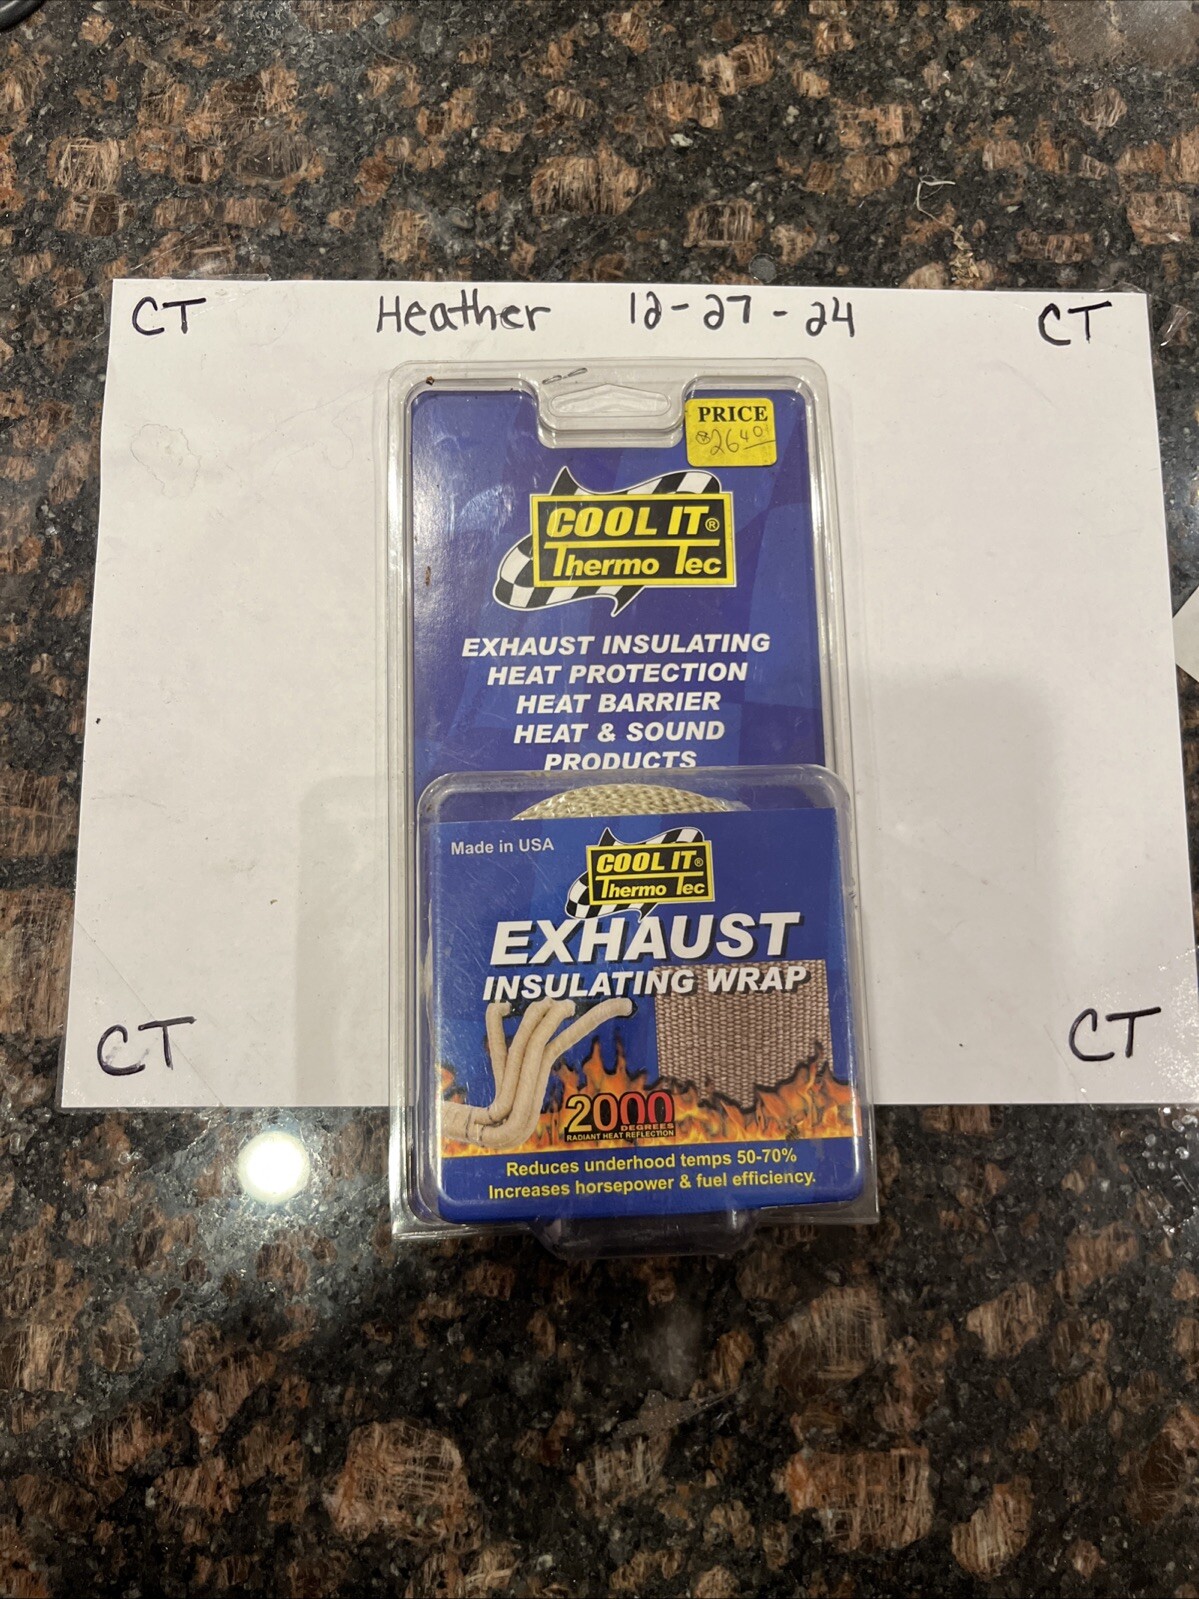 CT Heather 12-27-24 CT
PRICE
$26.40
COOL IT®
Thermo Tec
EXHAUST INSULATING
HEAT PROTECTION
HEAT BARRIER
HEAT & SOUND
PRODUCTS
Made in USA
COOL IT®
Thermo Tec
EXHAUST
INSULATING WRAP
CT CT
2000
DEGREES
RADIANT HEAT REFLECTION
Reduces underhood temps 50-70%
Increases horsepower & fuel efficiency.